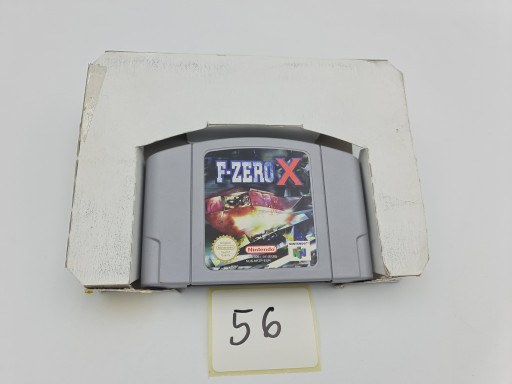 F-ZERO X
Nintendo
56